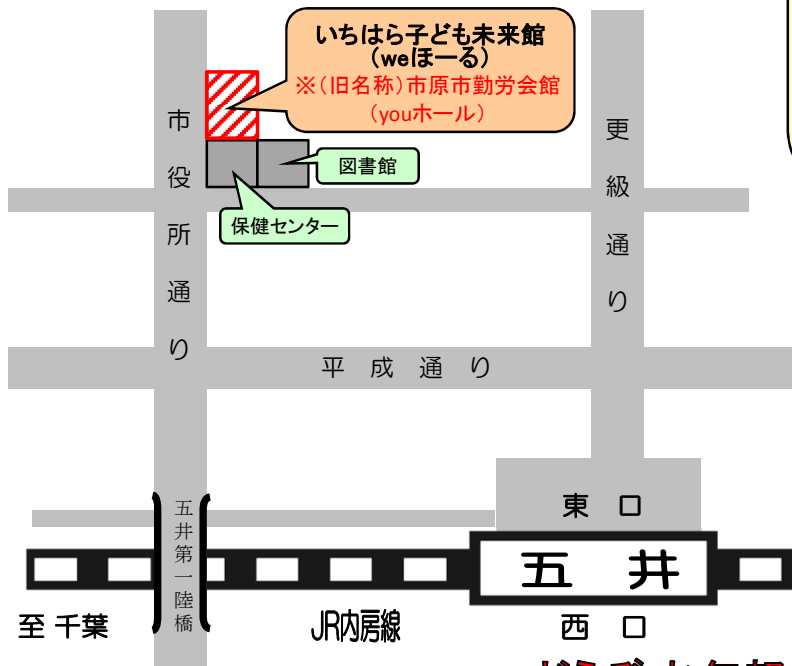 いちはら子ども未来館
(weほーる)
※(旧名称)市原市勤労会館
(youホール)
図書館
保健センター
市役所通り
更級通り
平成通り
東口
五井第一陸橋
五井
至千葉
JR内房線
西口